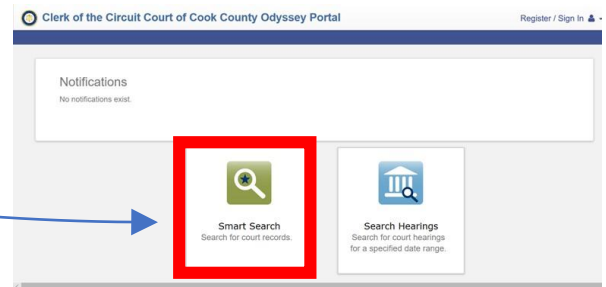 Clerk of the Circuit Court of Cook County Odyssey Portal
Register / Sign In
Notifications
No notifications exist.
Smart Search
Search for court records.
Search Hearings
Search for court hearings
for a specified date range.